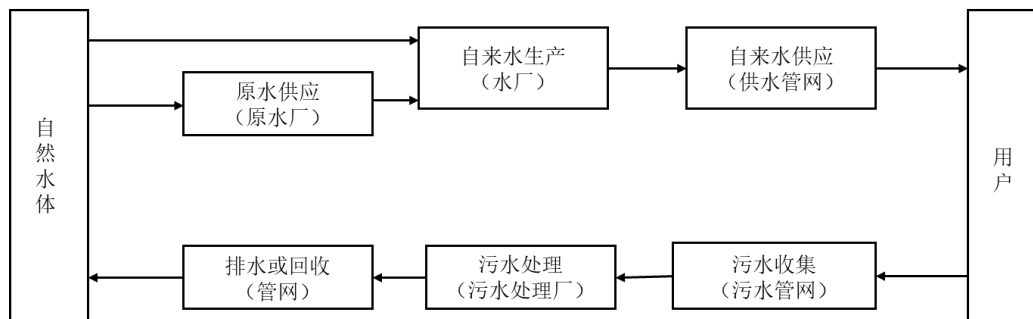 自然水体
原水供应
（原水厂）
自来水生产
（水厂）
自来水供应
（供水管网）
用户
排水或回收
（管网）
污水处理
（污水处理厂）
污水收集
（污水管网）